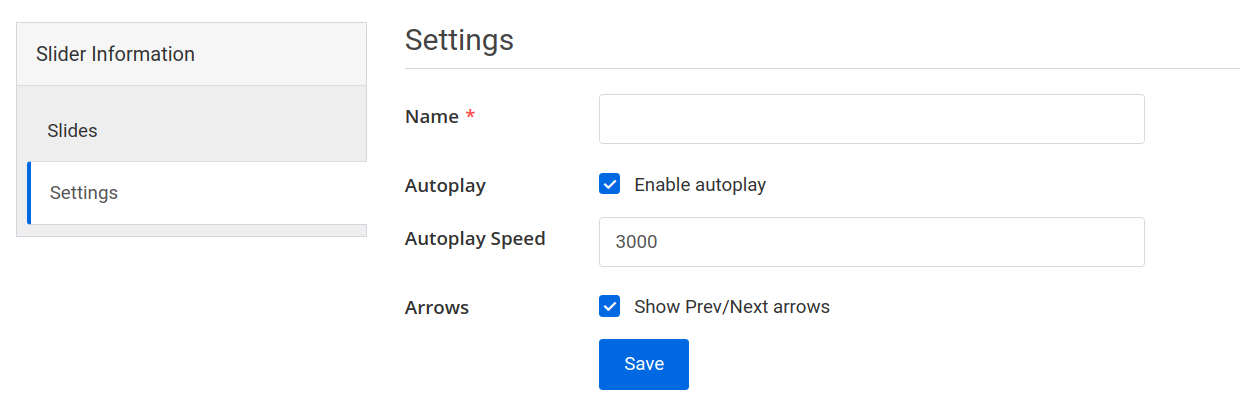 Slider Information
Slides
Settings
Settings
Name *
Autoplay
Enable autoplay
Autoplay Speed
3000
Arrows
Show Prev/Next arrows
Save